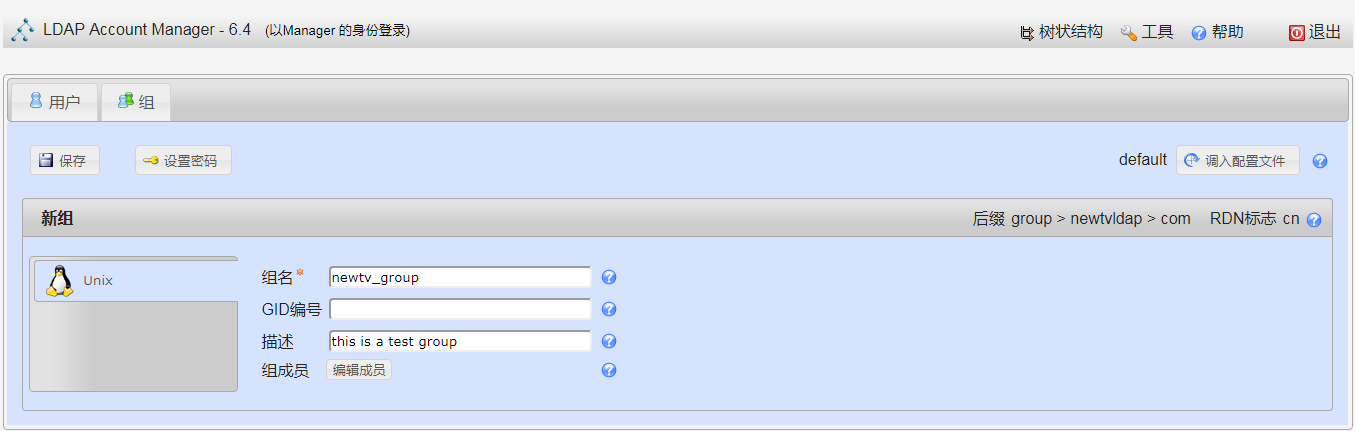 LDAP Account Manager - 6.4 (以Manager 的身份登录) 树状结构 工具 帮助 退出
用户 组
保存 设置密码 default 调入配置文件
新组 后缀 group > newtvldap > com RDN标志 cn
Unix
组名* newtv_group
GID编号
描述 this is a test group
组成员 编辑成员